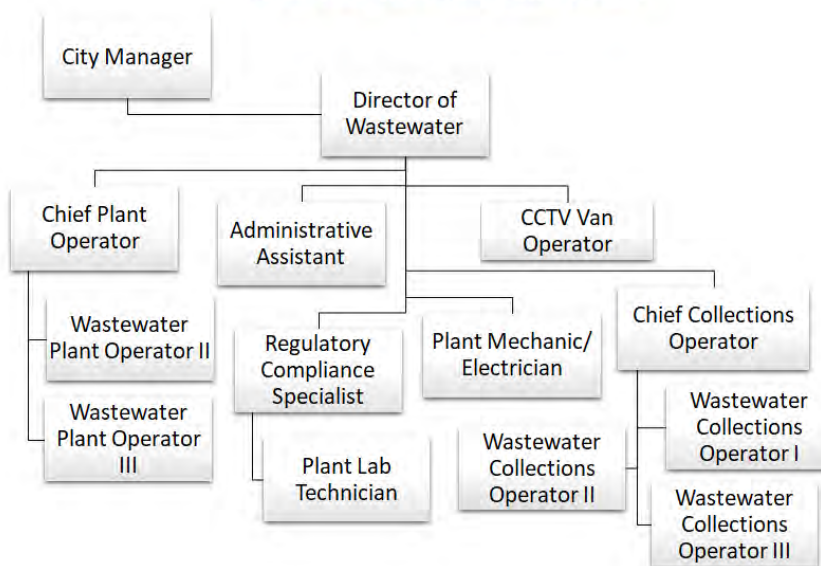 City Manager
Director of
Wastewater
Chief Plant
Operator
Administrative
Assistant
CCTV Van
Operator
Wastewater
Plant Operator II
Wastewater
Plant Operator
III
Regulatory
Compliance
Specialist
Plant Lab
Technician
Plant Mechanic/
Electrician
Chief Collections
Operator
Wastewater
Collections
Operator I
Wastewater
Collections
Operator II
Wastewater
Collections
Operator III